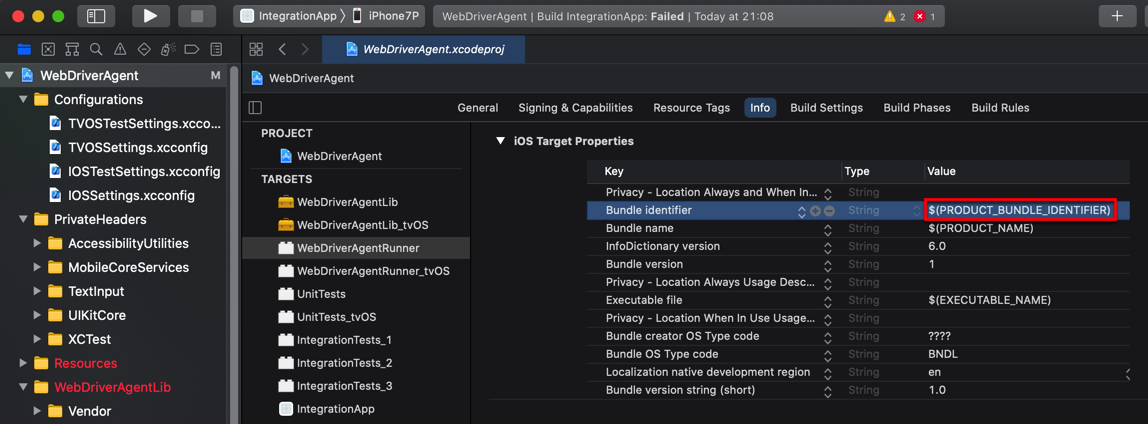 IntegrationApp 〉 iPhone7P
WebDriverAgent | Build IntegrationApp: Failed | Today at 21:08
2 1
WebDriverAgent.xcodeproj
WebDriverAgent M
WebDriverAgent
Configurations
TVOSTestSettings.xcco...
TVOSSettings.xcconfig
IOSTestSettings.xcconfig
IOSSettings.xcconfig
PrivateHeaders
AccessibilityUtilities
MobileCoreServices
TextInput
UIKitCore
XCTest
Resources
WebDriverAgentLib
Vendor
General Signing & Capabilities Resource Tags Info Build Settings Build Phases Build Rules
PROJECT
WebDriverAgent
TARGETS
WebDriverAgentLib
WebDriverAgentLib_tvOS
WebDriverAgentRunner
WebDriverAgentRunner_tvOS
UnitTests
UnitTests_tvOS
IntegrationTests_1
IntegrationTests_2
IntegrationTests_3
IntegrationApp
iOS Target Properties
Key Type Value
Privacy - Location Always and When In... String
Bundle identifier String $(PRODUCT_BUNDLE_IDENTIFIER)
Bundle name String $(PRODUCT_NAME)
InfoDictionary version String 6.0
Bundle version String 1
Privacy - Location Always Usage Desc... String
Executable file String $(EXECUTABLE_NAME)
Privacy - Location When In Use Usage... String
Bundle creator OS Type code String ????
Bundle OS Type code String BNDL
Localization native development region String en
Bundle version string (short) String 1.0